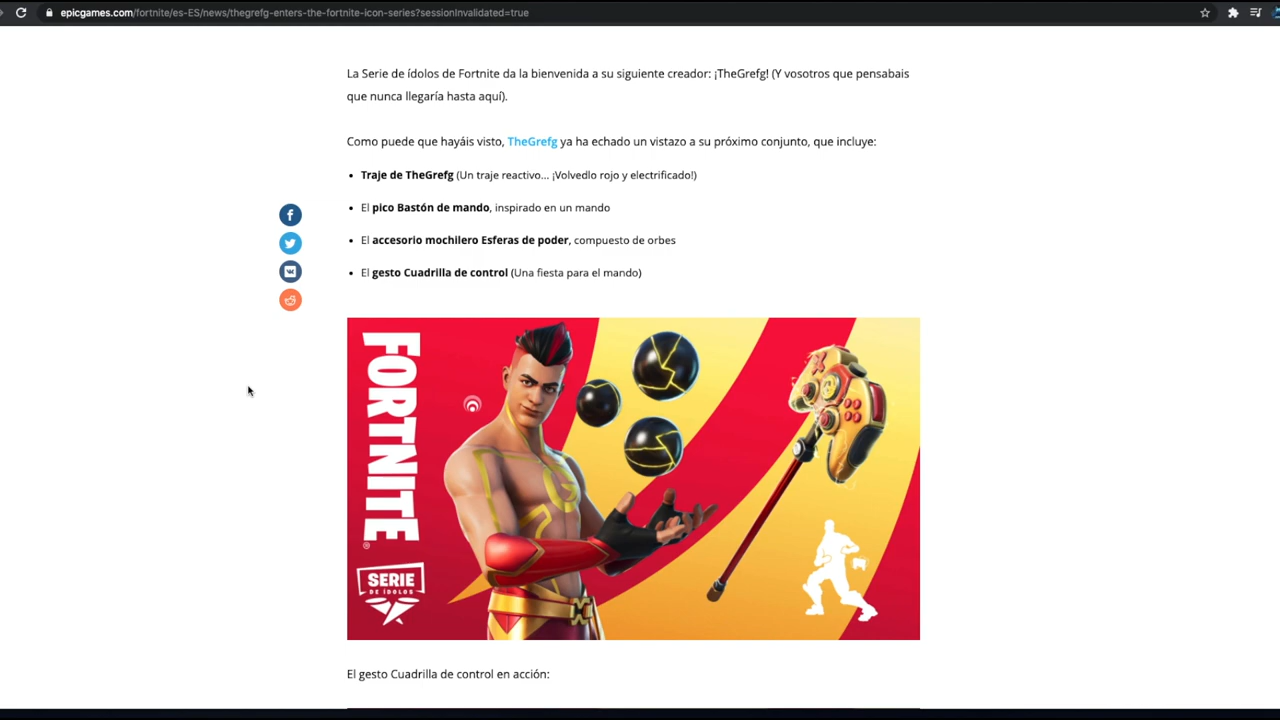 epicgames.com/fortnite/es-ES/news/thegrefg-enters-the-fortnite-icon-series?sessionInvalidated=true
La Serie de ídolos de Fortnite da la bienvenida a su siguiente creador: ¡TheGrefg! (Y vosotros que pensabais
que nunca llegaría hasta aquí).
Como puede que hayáis visto, TheGrefg ya ha echado un vistazo a su próximo conjunto, que incluye:
• Traje de TheGrefg (Un traje reactivo... ¡Volvedlo rojo y electrificado!)
• El pico Bastón de mando, inspirado en un mando
• El accesorio mochilero Esferas de poder, compuesto de orbes
• El gesto Cuadrilla de control (Una fiesta para el mando)
FORTNITE®
SERIE
DE ÍDOLOS
El gesto Cuadrilla de control en acción: